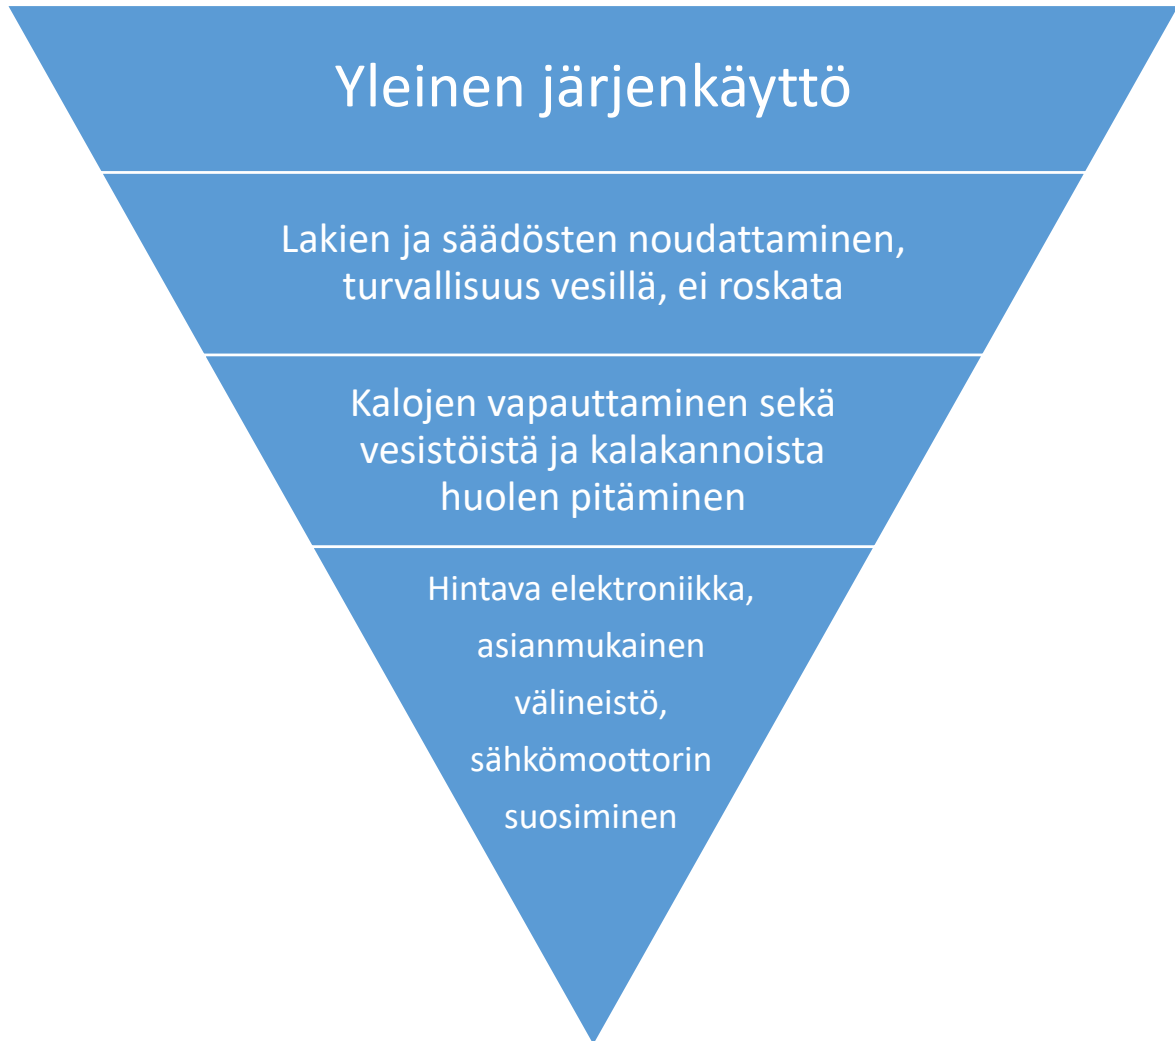 Yleinen järjenkäyttö
Lakien ja säädösten noudattaminen,
turvallisuus vesillä, ei roskata
Kalojen vapauttaminen sekä
vesistöistä ja kalakannoista
huolen pitäminen
Hintava elektroniikka,
asianmukainen
välineistö,
sähkömoottorin
suosiminen